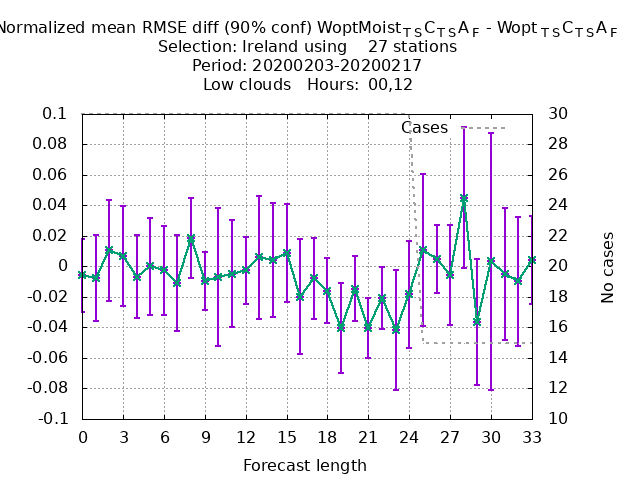 Normalized mean RMSE diff (90% conf) WoptMoist_TSC_TSA_F - Wopt_TSC_TSA_F
Selection: Ireland using 27 stations
Period: 20200203-20200217
Low clouds Hours: 00,12
0.1 30
Cases
0.08 28
0.06 26
0.04 24
0.02 22
0 20
-0.02 18
-0.04 16
-0.06 14
-0.08 12
-0.1 10
No cases
0 3 6 9 12 15 18 21 24 27 30 33
Forecast length